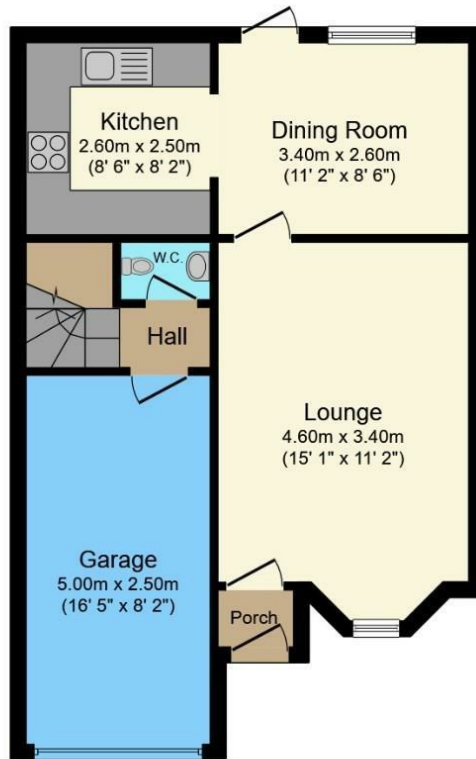 Kitchen
2.60m x 2.50m
(8' 6" x 8' 2")
Dining Room
3.40m x 2.60m
(11' 2" x 8' 6")
W.C.
Hall
Lounge
4.60m x 3.40m
(15' 1" x 11' 2")
Garage
5.00m x 2.50m
(16' 5" x 8' 2")
Porch